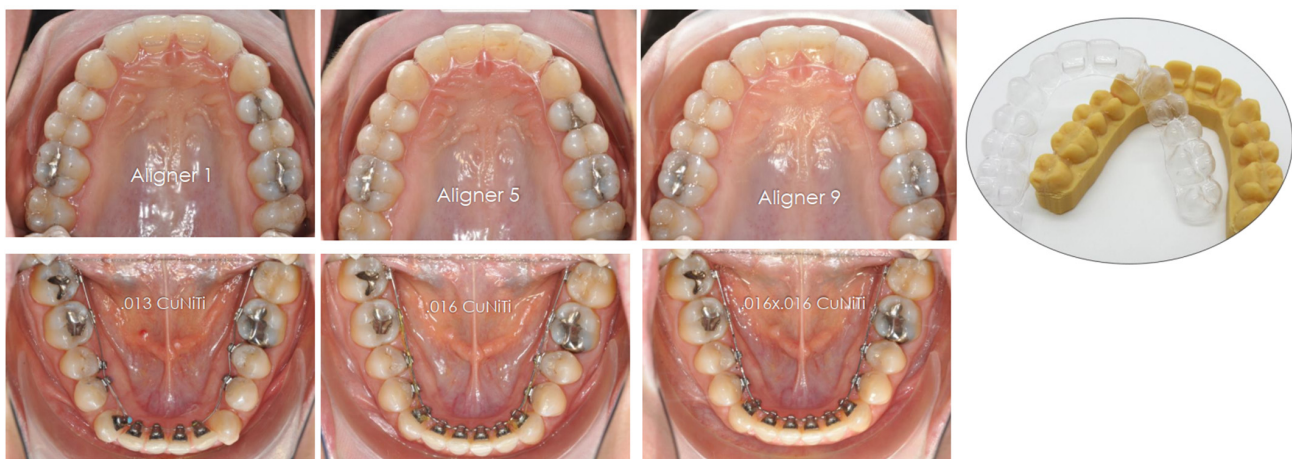 Aligner 1
Aligner 5
Aligner 9
.013 CuNiTi
.016 CuNiTi
.016x.016 CuNiTi